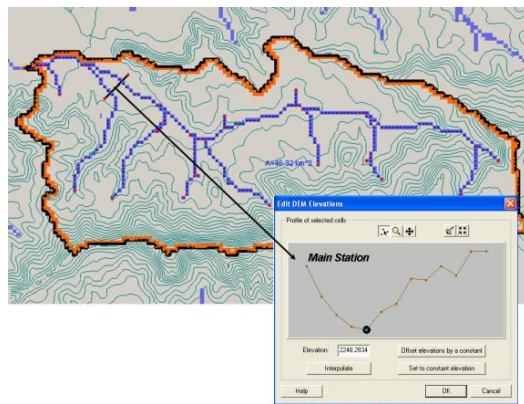 A=46.32 km^2
Edit DEM Elevations
Profile of selected cells
Main Station
Elevation: 2248.2834 Offset elevations by a constant
Interpolate Set to constant elevation
Help OK Cancel